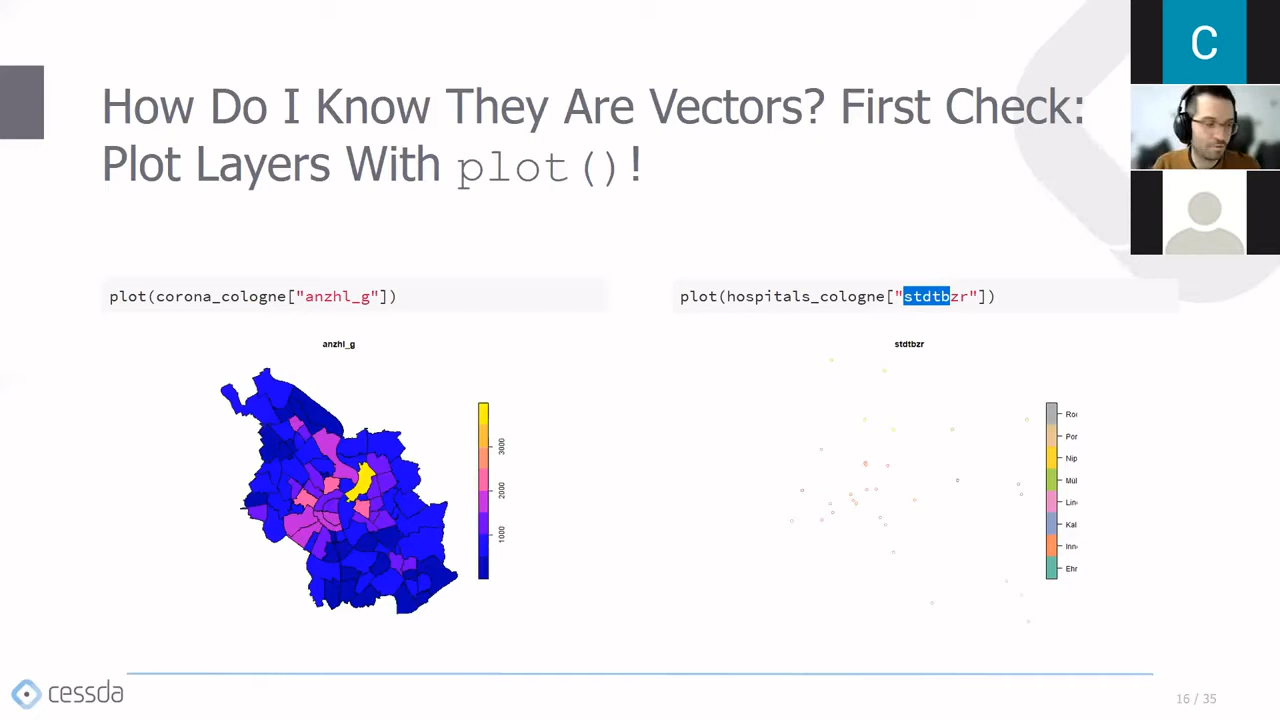 C
How Do I Know They Are Vectors? First Check:
Plot Layers With plot()!
plot(corona_cologne["anzhl_g"])
plot(hospitals_cologne["stdtbzr"])
anzhl_g
3000
2000
1000
stdtbzr
Roc
Por
Nip
Mül
Lin
Kal
Inn
Ehr
cessda
16 / 35